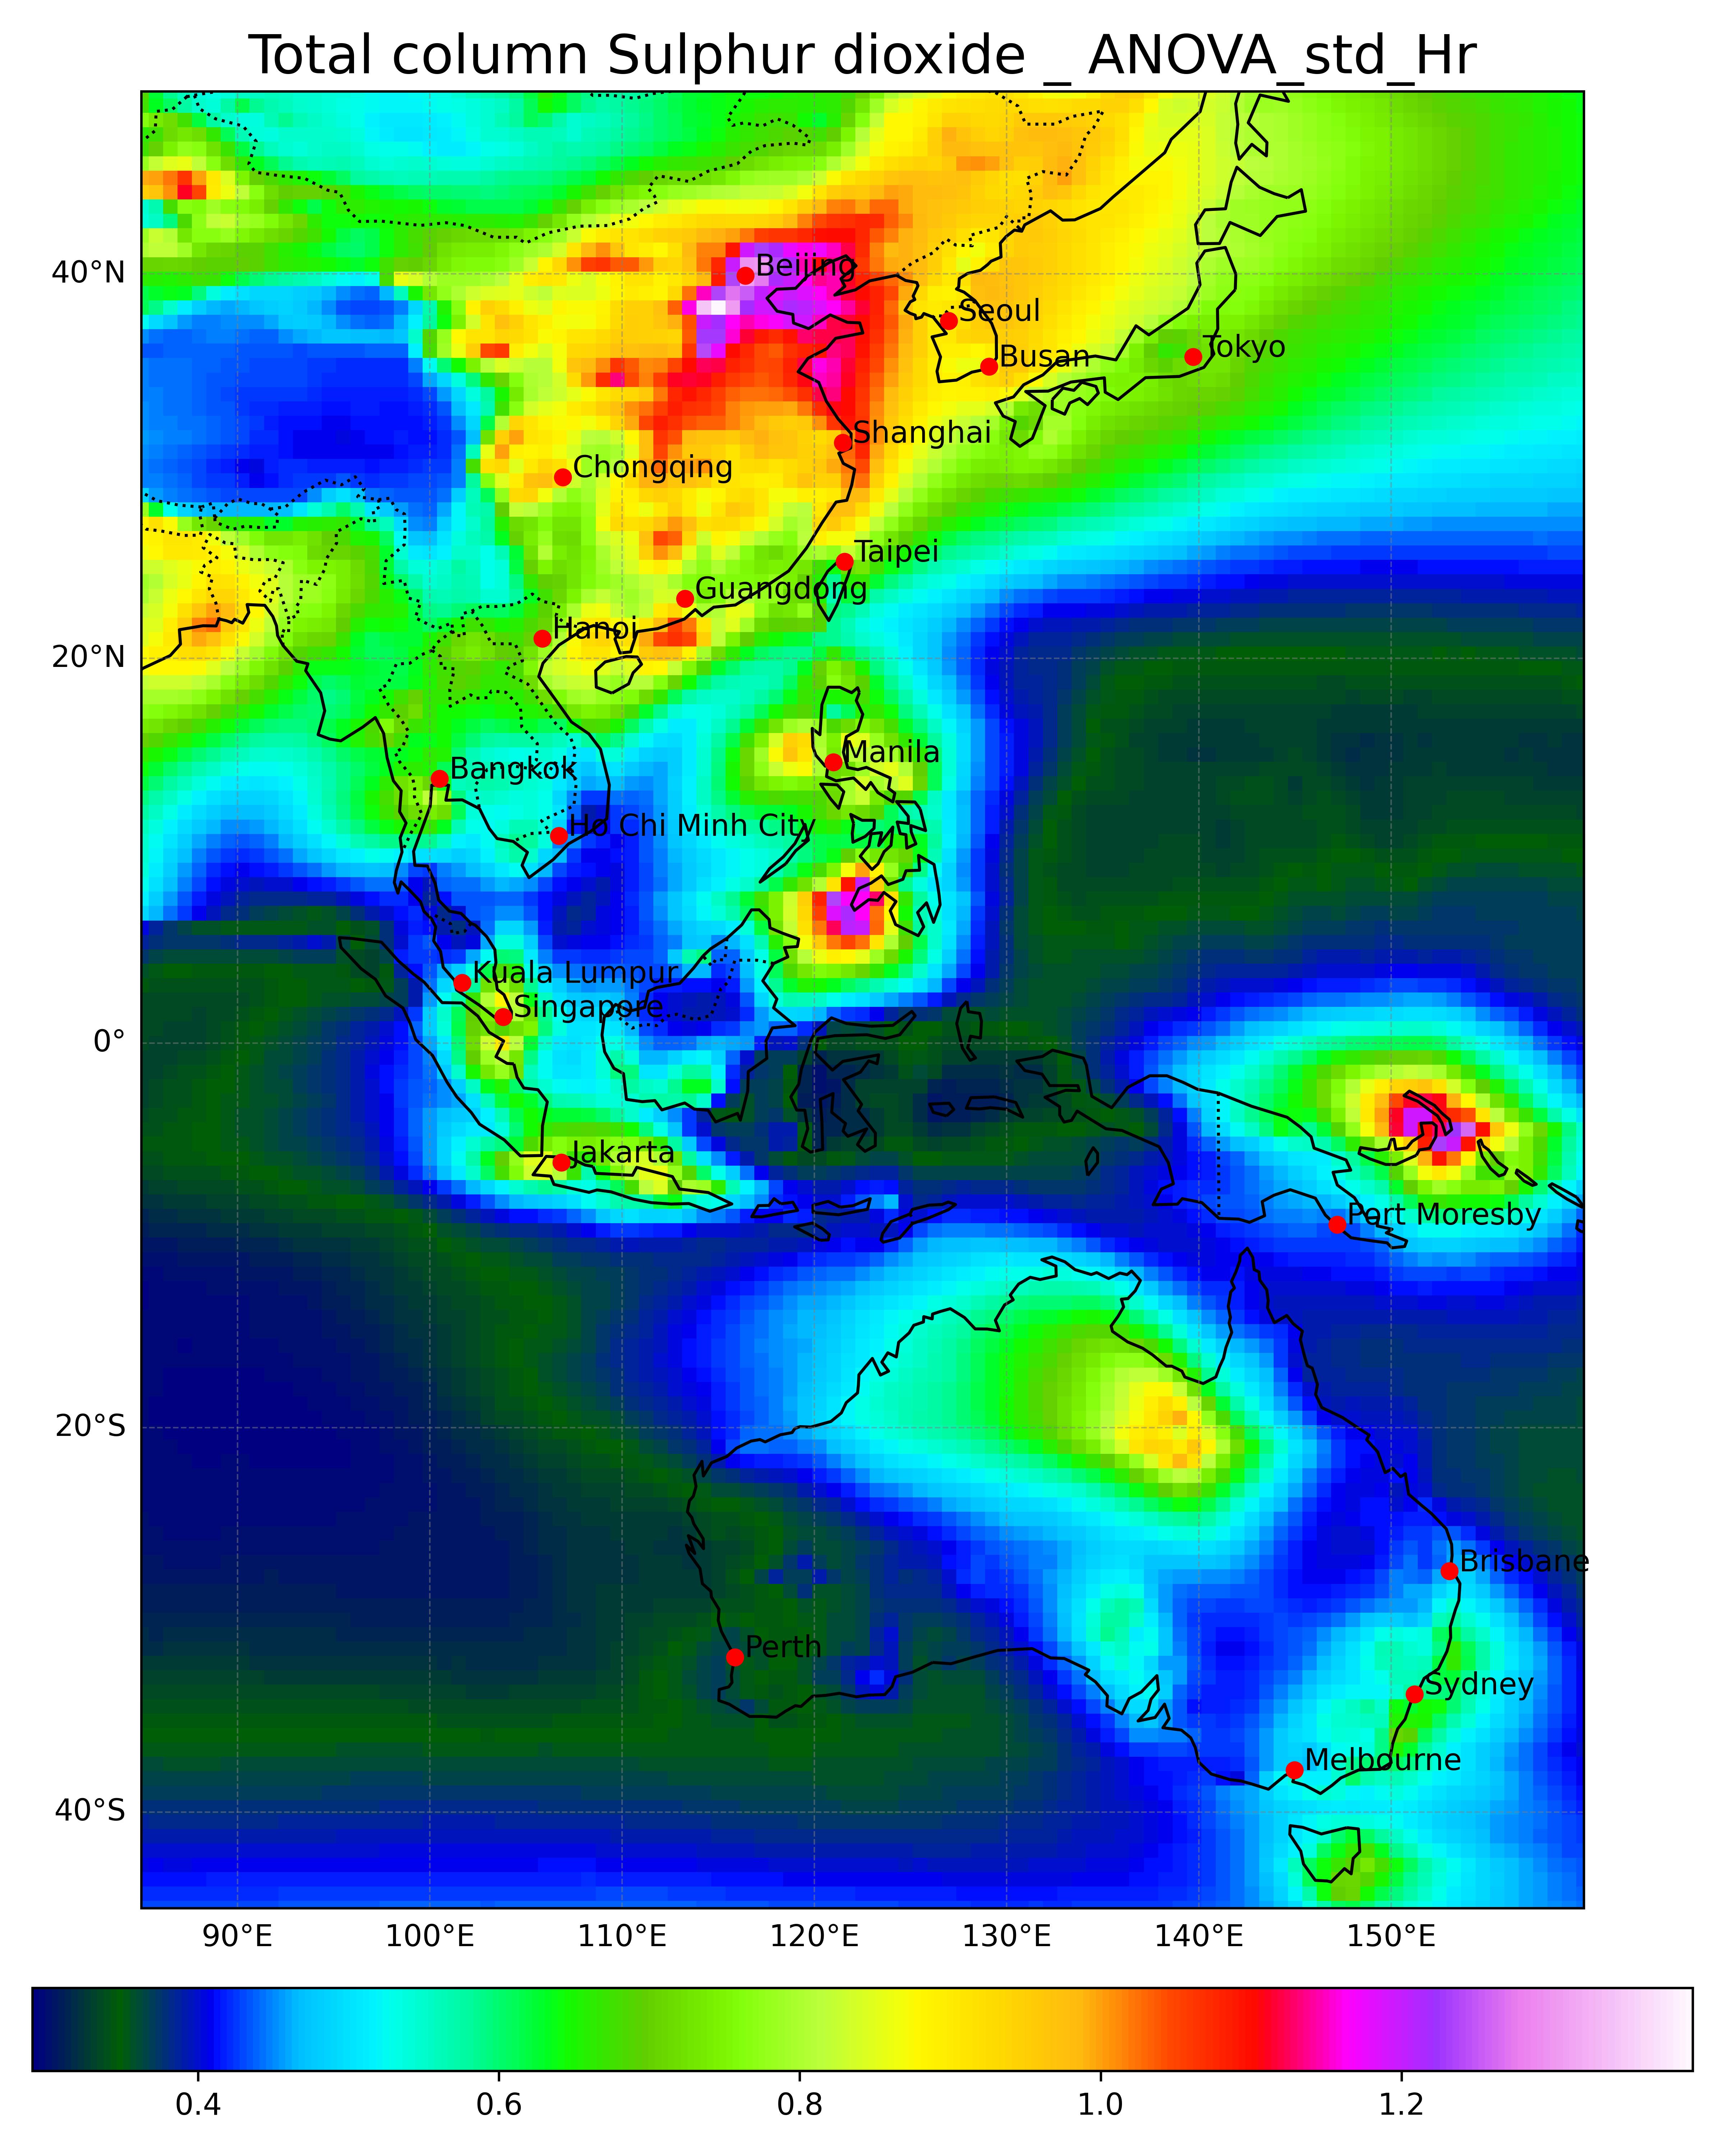 Total column Sulphur dioxide _ ANOVA_std_Hr
40°N
Beijing
Seoul
Busan
Tokyo
Shanghai
Chongqing
Taipei
Guangdong
Hanoi
20°N
Manila
Bangkok
Ho Chi Minh City
Kuala Lumpur
Singapore
0°
Jakarta
Port Moresby
20°S
Brisbane
Perth
Sydney
Melbourne
40°S
90°E 100°E 110°E 120°E 130°E 140°E 150°E
0.4 0.6 0.8 1.0 1.2